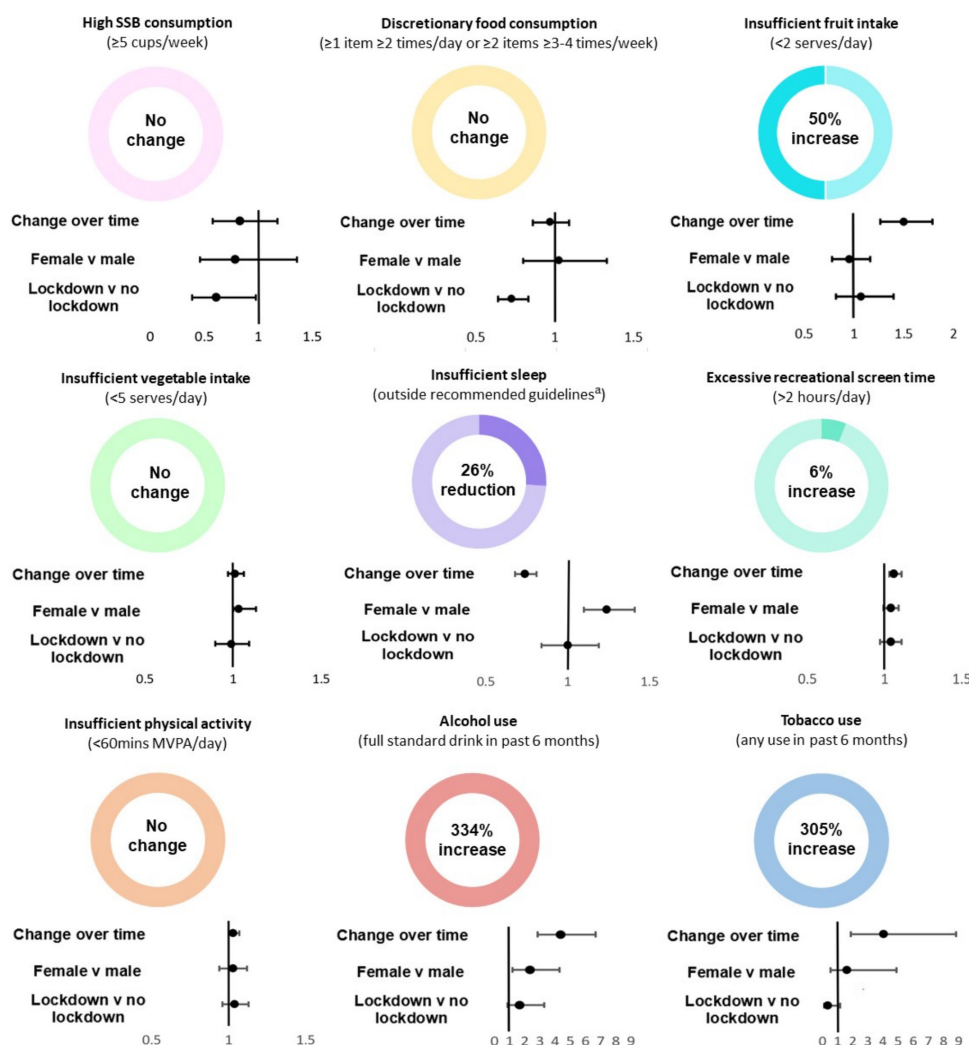 High SSB consumption
(≥5 cups/week)
No
change
Change over time
Female v male
Lockdown v no
lockdown
0 0.5 1 1.5
Discretionary food consumption
(≥1 item ≥2 times/day or ≥2 items ≥3-4 times/week)
No
change
Change over time
Female v male
Lockdown v no
lockdown
0.5 1 1.5
Insufficient fruit intake
(<2 serves/day)
50%
increase
Change over time
Female v male
Lockdown v no
lockdown
0.5 1 1.5 2
Insufficient vegetable intake
(<5 serves/day)
No
change
Change over time
Female v male
Lockdown v no
lockdown
0.5 1 1.5
Insufficient sleep
(outside recommended guidelinesᵃ)
26%
reduction
Change over time
Female v male
Lockdown v no
lockdown
0.5 1 1.5
Excessive recreational screen time
(>2 hours/day)
6%
increase
Change over time
Female v male
Lockdown v no
lockdown
0.5 1 1.5
Insufficient physical activity
(<60mins MVPA/day)
No
change
Change over time
Female v male
Lockdown v no
lockdown
0.5 1 1.5
Alcohol use
(full standard drink in past 6 months)
334%
increase
Change over time
Female v male
Lockdown v no
lockdown
0 1 2 3 4 5 6 7 8 9
Tobacco use
(any use in past 6 months)
305%
increase
Change over time
Female v male
Lockdown v no
lockdown
0 1 2 3 4 5 6 7 8 9